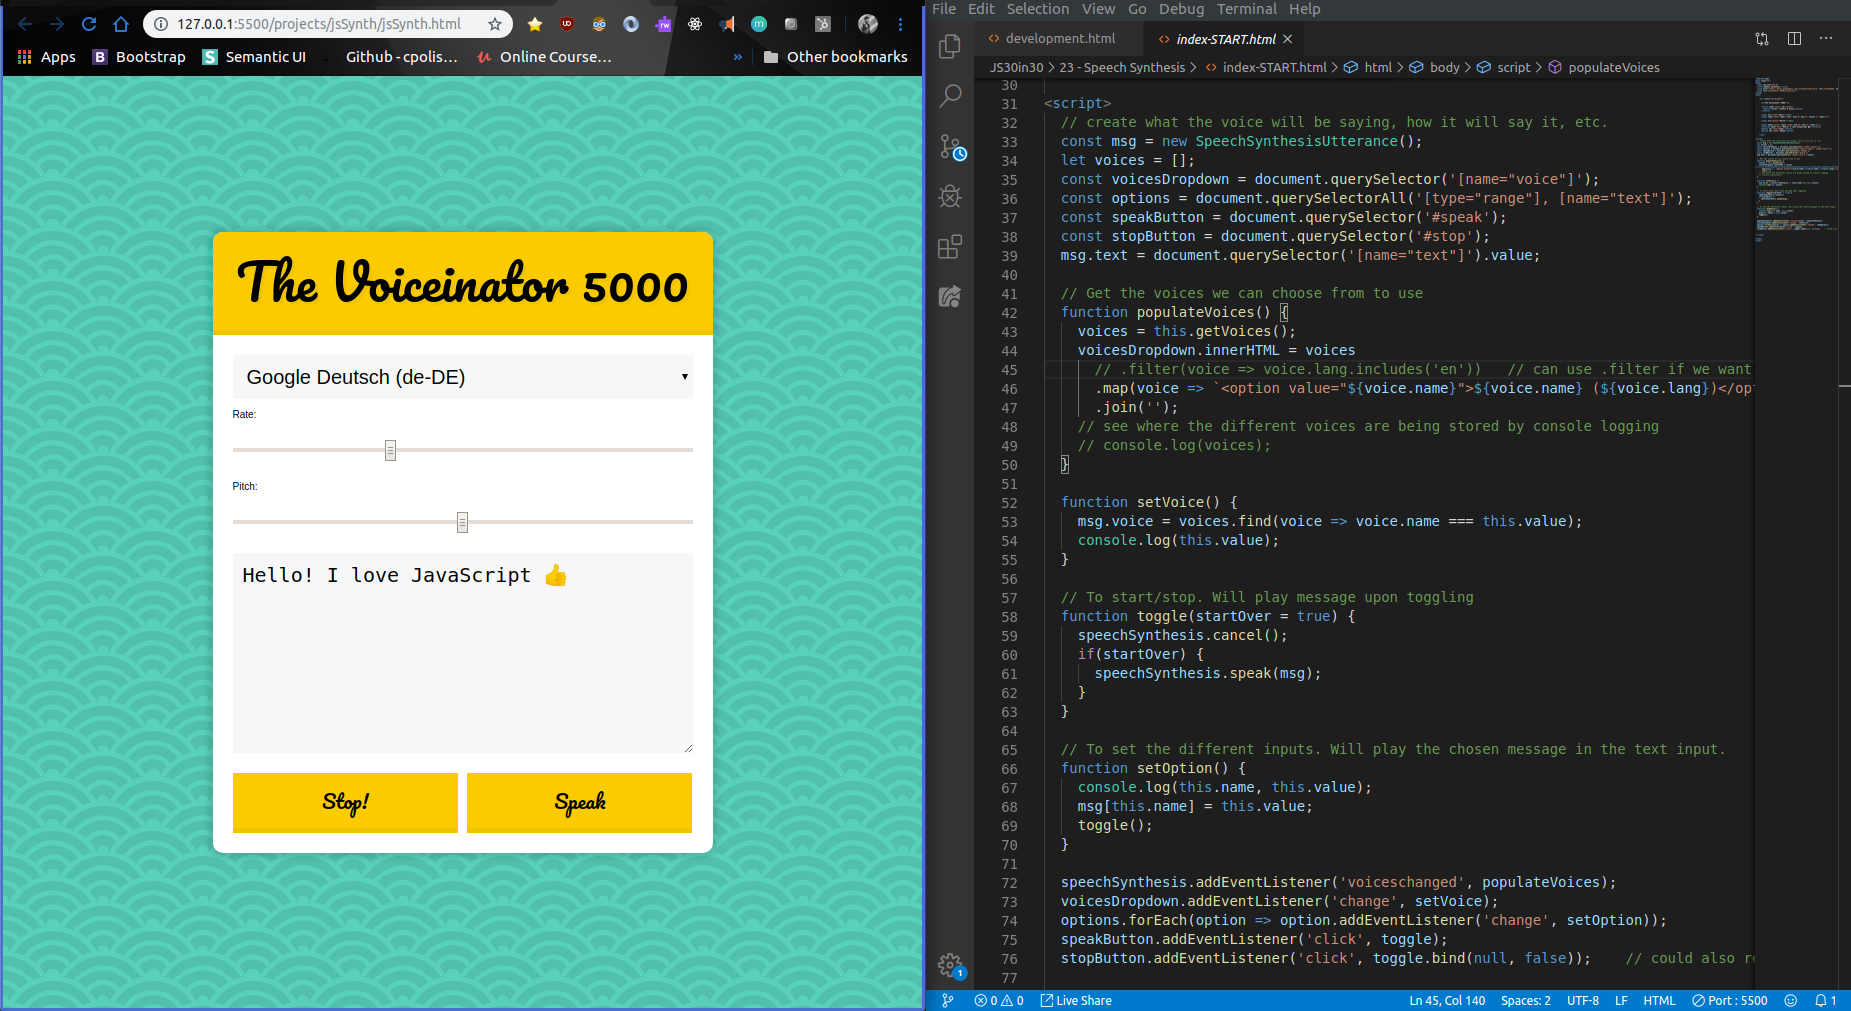 127.0.0.1:5500/projects/jsSynth/jsSynth.html
Apps
Bootstrap
Semantic UI
Github - cpolis...
Online Course...
»
Other bookmarks
The Voiceinator 5000
Google Deutsch (de-DE)
Rate:
Pitch:
Hello! I love JavaScript 👍
Stop!
Speak
File Edit Selection View Go Debug Terminal Help
development.html
index-START.html
JS30in30 > 23 - Speech Synthesis > index-START.html > html > body > script > populateVoices
30
31 <script>
32 // create what the voice will be saying, how it will say it, etc.
33 const msg = new SpeechSynthesisUtterance();
34 let voices = [];
35 const voicesDropdown = document.querySelector('[name="voice"]');
36 const options = document.querySelectorAll('[type="range"], [name="text"]');
37 const speakButton = document.querySelector('#speak');
38 const stopButton = document.querySelector('#stop');
39 msg.text = document.querySelector('[name="text"]').value;
40
41 // Get the voices we can choose from to use
42 function populateVoices() {
43 voices = this.getVoices();
44 voicesDropdown.innerHTML = voices
45 // .filter(voice => voice.lang.includes('en')) // can use .filter if we want
46 .map(voice => `<option value="${voice.name}">${voice.name} (${voice.lang})</opt
47 .join('');
48 // see where the different voices are being stored by console logging
49 // console.log(voices);
50 }
51
52 function setVoice() {
53 msg.voice = voices.find(voice => voice.name === this.value);
54 console.log(this.value);
55 }
56
57 // To start/stop. Will play message upon toggling
58 function toggle(startOver = true) {
59 speechSynthesis.cancel();
60 if(startOver) {
61 speechSynthesis.speak(msg);
62 }
63 }
64
65 // To set the different inputs. Will play the chosen message in the text input.
66 function setOption() {
67 console.log(this.name, this.value);
68 msg[this.name] = this.value;
69 toggle();
70 }
71
72 speechSynthesis.addEventListener('voiceschanged', populateVoices);
73 voicesDropdown.addEventListener('change', setVoice);
74 options.forEach(option => option.addEventListener('change', setOption));
75 speakButton.addEventListener('click', toggle);
76 stopButton.addEventListener('click', toggle.bind(null, false)); // could also re
77
1
0 0 Live Share Ln 45, Col 140 Spaces: 2 UTF-8 LF HTML Port : 5500 1